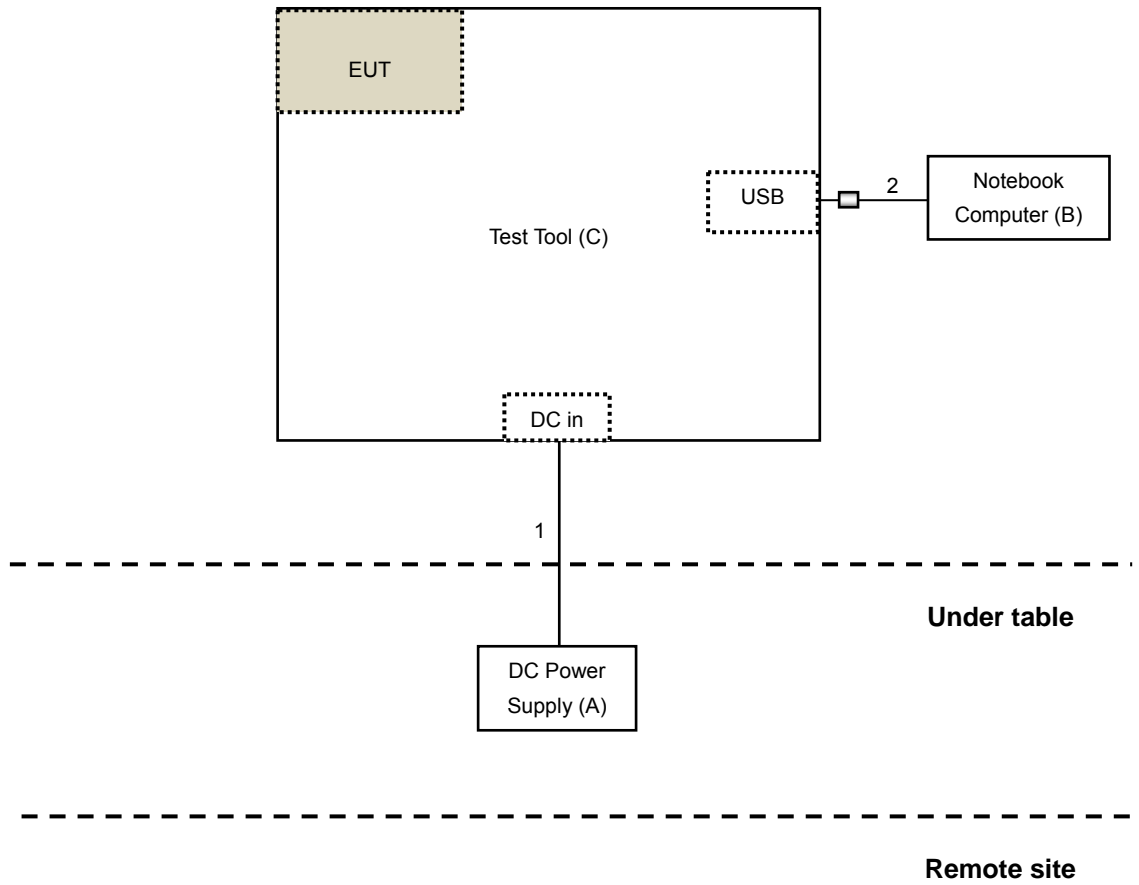 EUT
USB
2
Notebook
Computer (B)
Test Tool (C)
DC in
1
Under table
DC Power
Supply (A)
Remote site